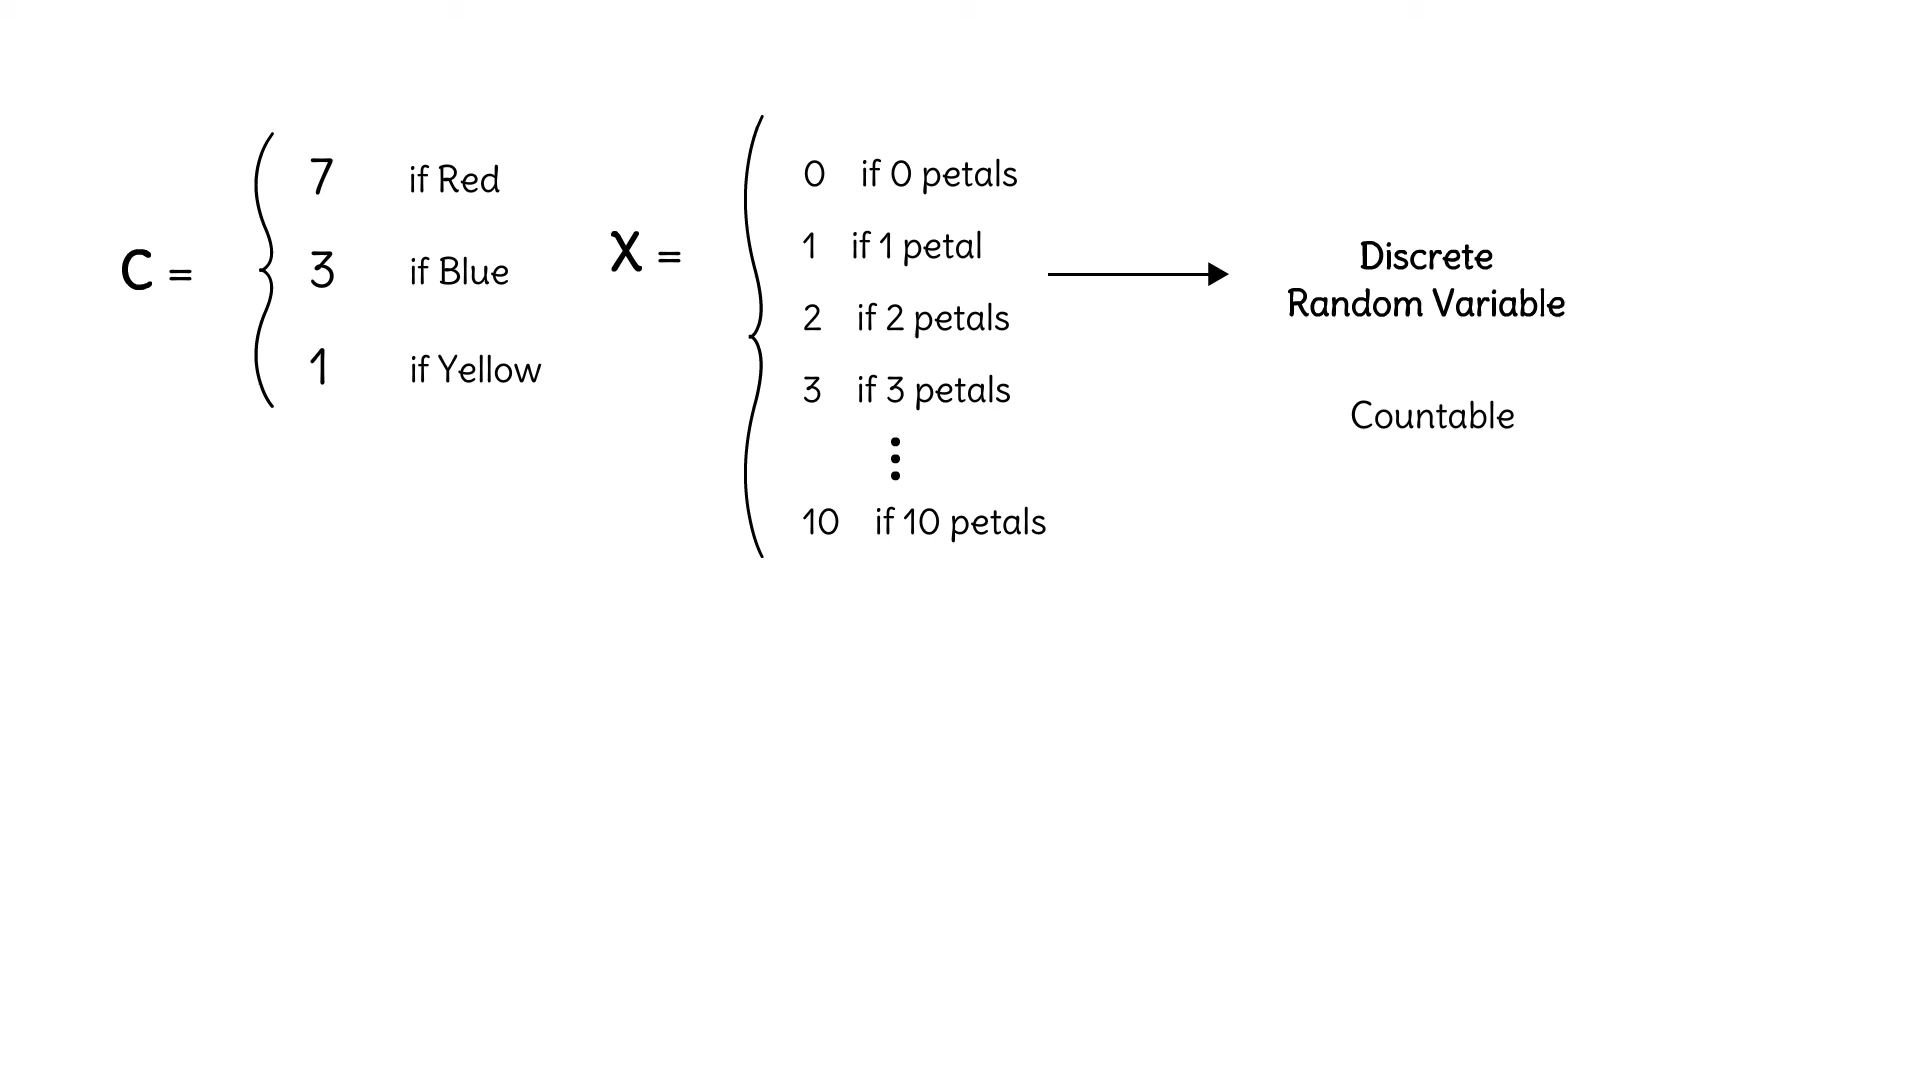 C =
7 if Red
3 if Blue
1 if Yellow
X =
0 if 0 petals
1 if 1 petal
2 if 2 petals
3 if 3 petals
⋮
10 if 10 petals
Discrete
Random Variable
Countable